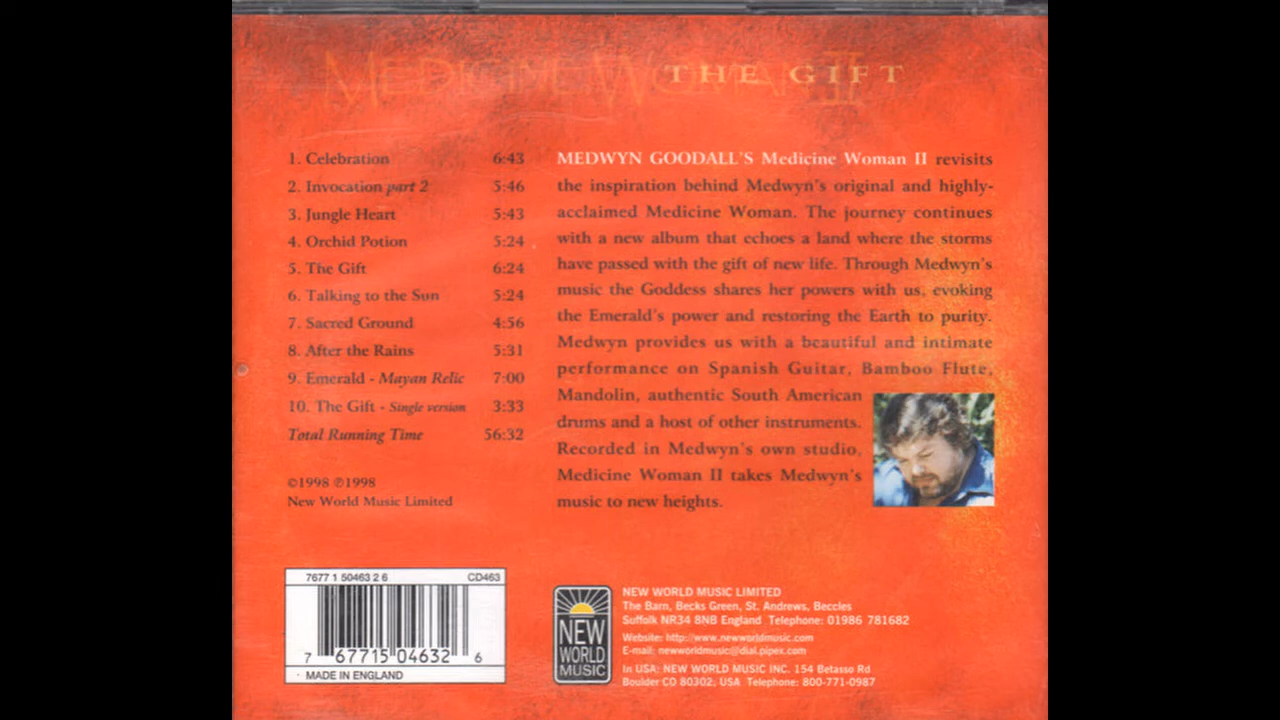 MEDICINE WOMAN II
THE GIFT
1. Celebration 6:43
2. Invocation part 2 5:46
3. Jungle Heart 5:43
4. Orchid Potion 5:24
5. The Gift 6:24
6. Talking to the Sun 5:24
7. Sacred Ground 4:56
8. After the Rains 5:31
9. Emerald - Mayan Relic 7:00
10. The Gift - Single version 3:33
Total Running Time 56:32
©1998 ℗1998
New World Music Limited
MEDWYN GOODALL'S Medicine Woman II revisits
the inspiration behind Medwyn's original and highly-
acclaimed Medicine Woman. The journey continues
with a new album that echoes a land where the storms
have passed with the gift of new life. Through Medwyn's
music the Goddess shares her powers with us, evoking
the Emerald's power and restoring the Earth to purity.
Medwyn provides us with a beautiful and intimate
performance on Spanish Guitar, Bamboo Flute,
Mandolin, authentic South American
drums and a host of other instruments.
Recorded in Medwyn's own studio,
Medicine Woman II takes Medwyn's
music to new heights.
7677 1 50463 2 6 CD463
7 67715 04632 6
MADE IN ENGLAND
NEW
WORLD
MUSIC
NEW WORLD MUSIC LIMITED
The Barn, Becks Green, St. Andrews, Beccles
Suffolk NR34 8NB England Telephone: 01986 781682
Website: http://www.newworldmusic.com
E-mail: newworldmusic@dial.pipex.com
In USA: NEW WORLD MUSIC INC. 154 Betasso Rd
Boulder CO 80302, USA Telephone: 800-771-0987